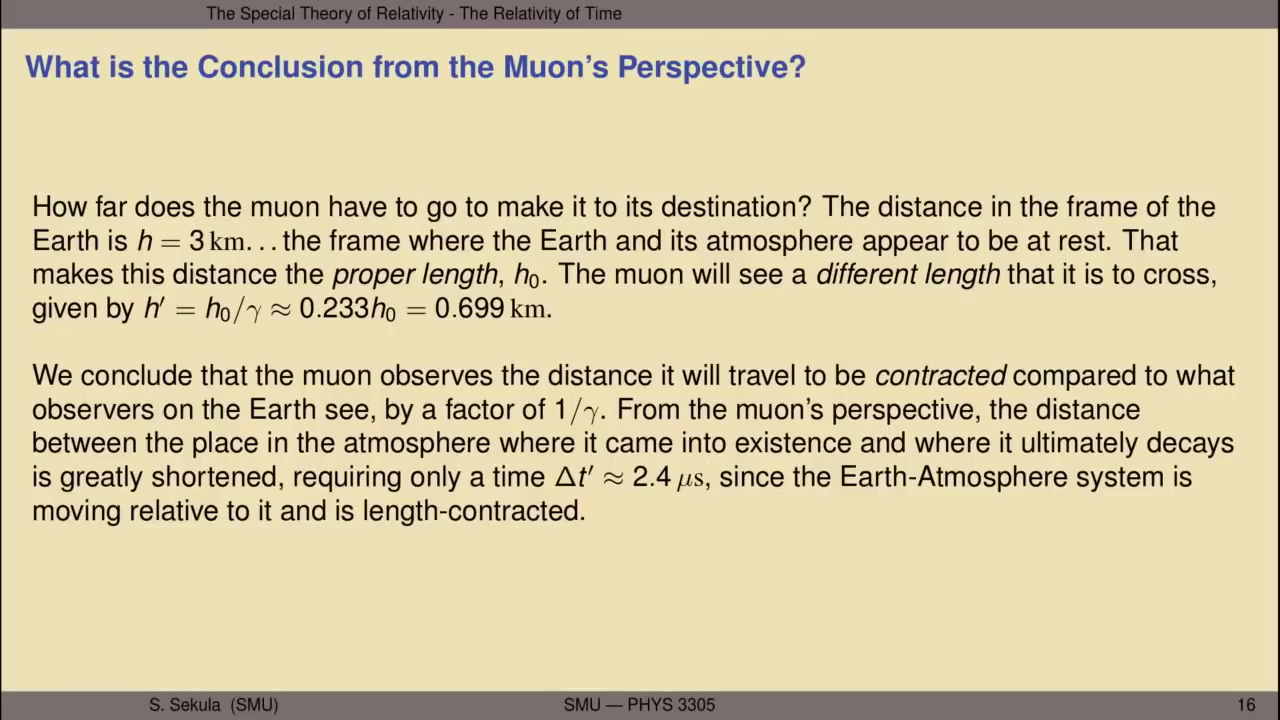 The Special Theory of Relativity - The Relativity of Time
What is the Conclusion from the Muon's Perspective?
How far does the muon have to go to make it to its destination? The distance in the frame of the
Earth is h = 3 km. . . the frame where the Earth and its atmosphere appear to be at rest. That
makes this distance the proper length, h₀. The muon will see a different length that it is to cross,
given by h′ = h₀/γ ≈ 0.233h₀ = 0.699 km.
We conclude that the muon observes the distance it will travel to be contracted compared to what
observers on the Earth see, by a factor of 1/γ. From the muon's perspective, the distance
between the place in the atmosphere where it came into existence and where it ultimately decays
is greatly shortened, requiring only a time Δt′ ≈ 2.4 μs, since the Earth-Atmosphere system is
moving relative to it and is length-contracted.
S. Sekula (SMU)
SMU — PHYS 3305
16